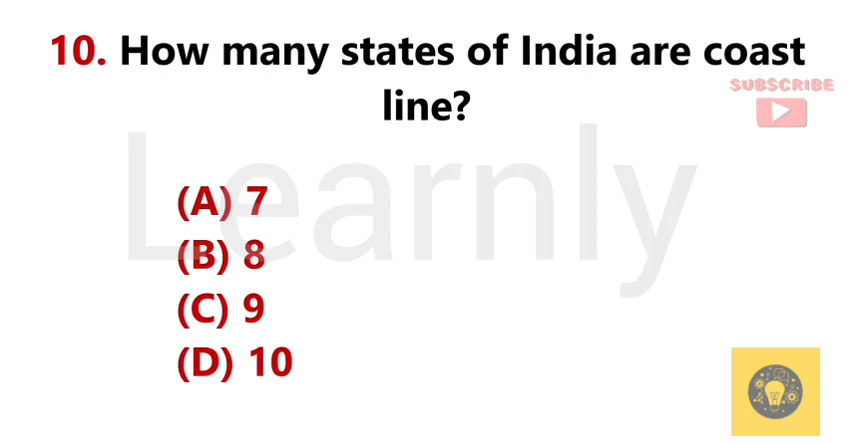 10. How many states of India are coast
line?
SUBSCRIBE
Learnly
(A) 7
(B) 8
(C) 9
(D) 10